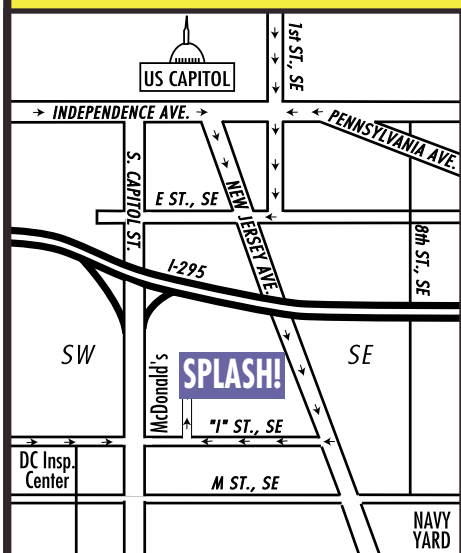 1st ST., SE
US CAPITOL
INDEPENDENCE AVE.
PENNSYLVANIA AVE.
S. CAPITOL ST.
E ST., SE
NEW JERSEY AVE.
8th ST., SE
I-295
SW
McDonald's
SPLASH!
SE
"I" ST., SE
DC Insp.
Center
M ST., SE
NAVY
YARD